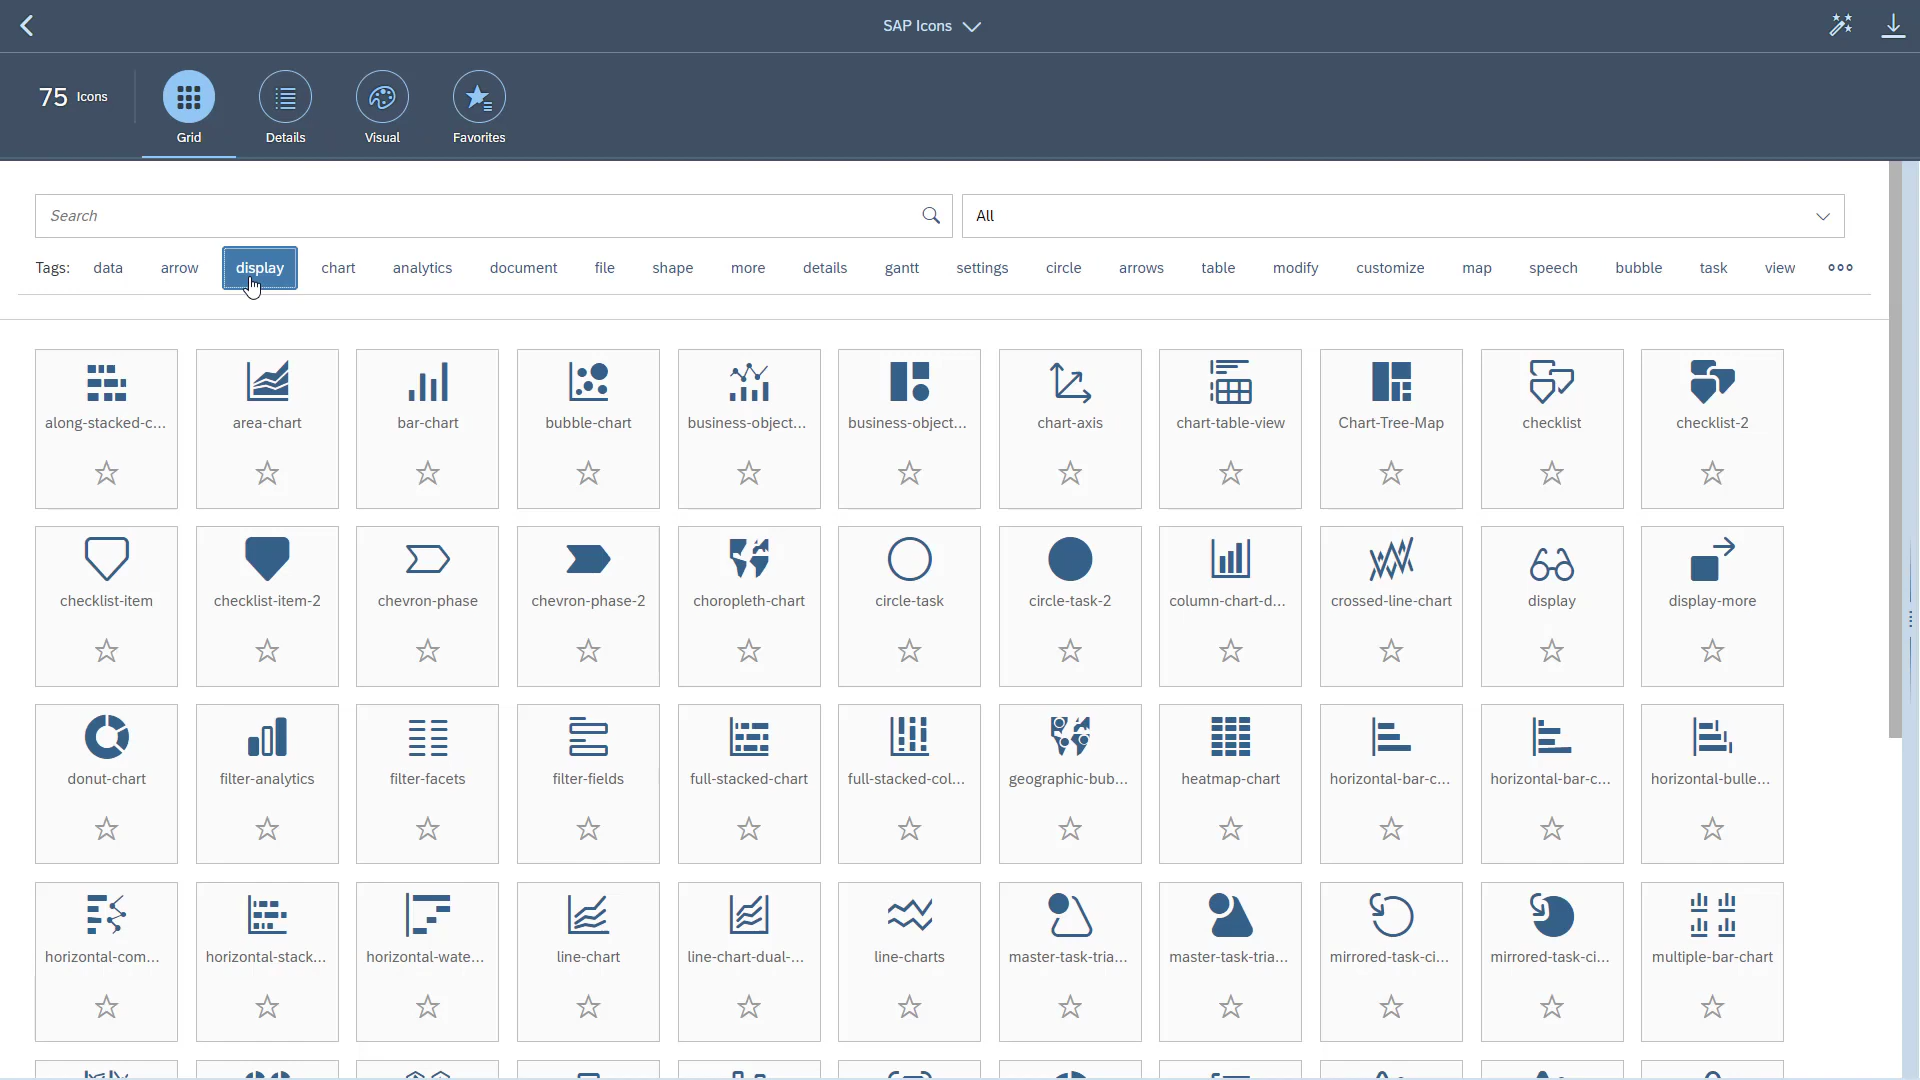 SAP Icons
75 Icons
Grid
Details
Visual
Favorites
Search
All
Tags: data arrow display chart analytics document file shape more details gantt settings circle arrows table modify customize map speech bubble task view
along-stacked-c... area-chart bar-chart bubble-chart business-object... business-object... chart-axis chart-table-view Chart-Tree-Map checklist checklist-2
checklist-item checklist-item-2 chevron-phase chevron-phase-2 choropleth-chart circle-task circle-task-2 column-chart-d... crossed-line-chart display display-more
donut-chart filter-analytics filter-facets filter-fields full-stacked-chart full-stacked-col... geographic-bub... heatmap-chart horizontal-bar-c... horizontal-bar-c... horizontal-bulle...
horizontal-com... horizontal-stack... horizontal-wate... line-chart line-chart-dual-... line-charts master-task-tria... master-task-tria... mirrored-task-ci... mirrored-task-ci... multiple-bar-chart